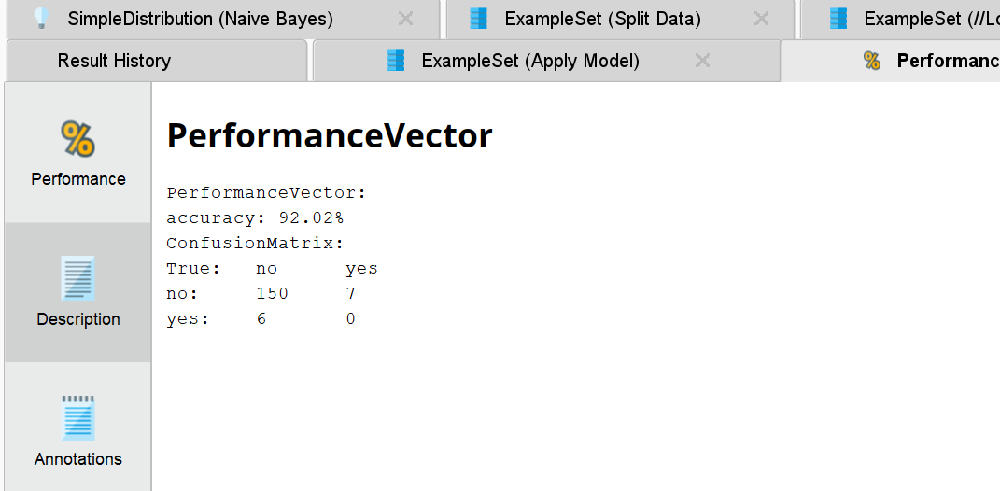 SimpleDistribution (Naive Bayes)
ExampleSet (Split Data)
ExampleSet (//Lo
Result History
ExampleSet (Apply Model)
% Performanc
%
Performance
Description
Annotations
PerformanceVector
PerformanceVector:
accuracy: 92.02%
ConfusionMatrix:
True: no yes
no: 150 7
yes: 6 0